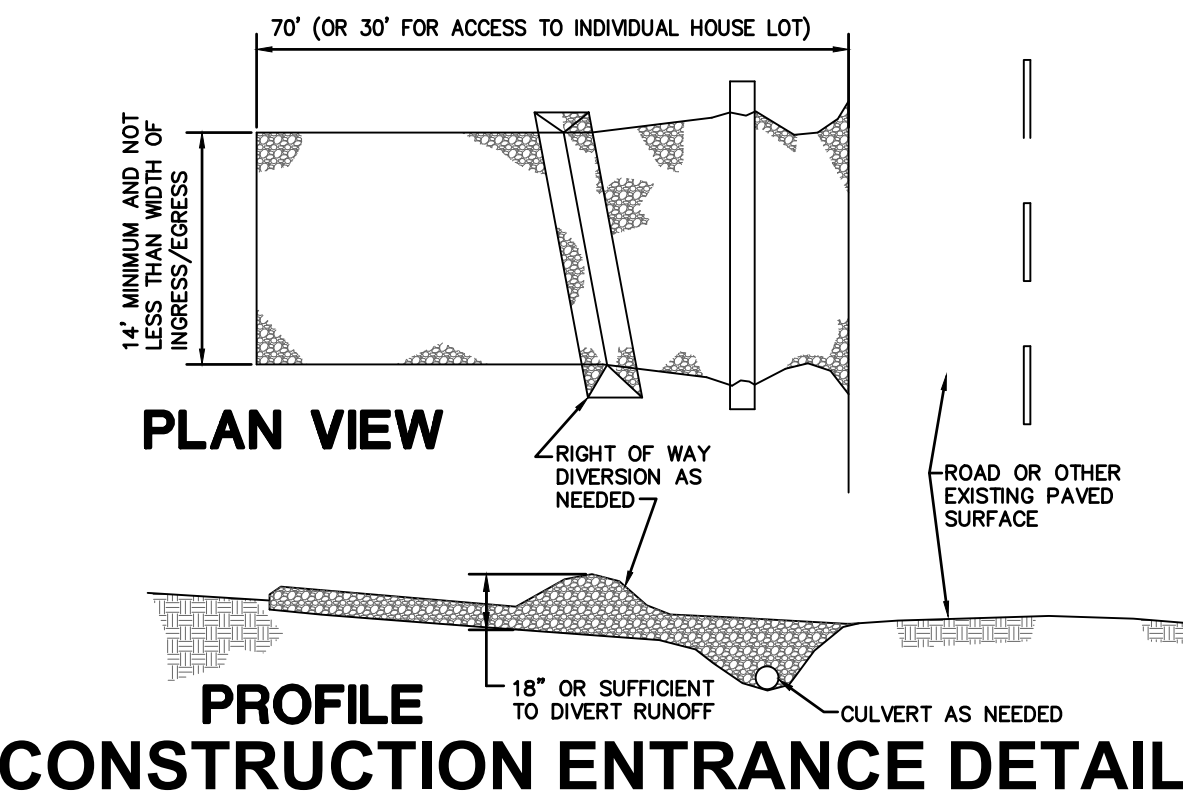 70' (OR 30' FOR ACCESS TO INDIVIDUAL HOUSE LOT)
14' MINIMUM AND NOT
LESS THAN WIDTH OF
INGRESS/EGRESS
PLAN VIEW
RIGHT OF WAY
DIVERSION AS
NEEDED
ROAD OR OTHER
EXISTING PAVED
SURFACE
18" OR SUFFICIENT
TO DIVERT RUNOFF
CULVERT AS NEEDED
PROFILE
CONSTRUCTION ENTRANCE DETAIL